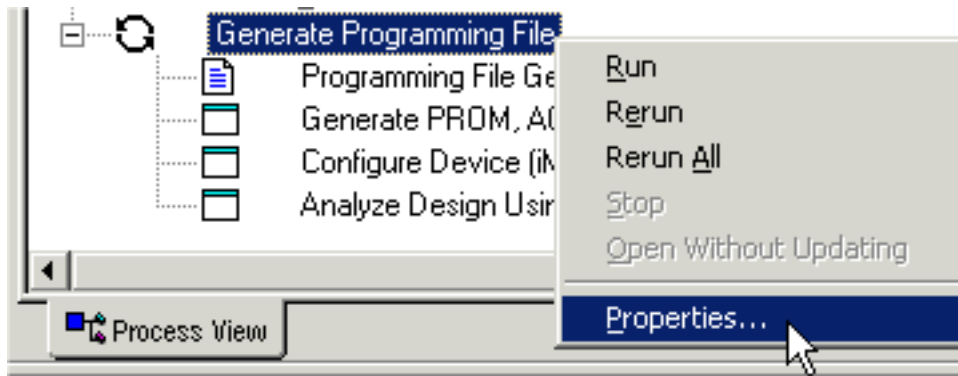 Generate Programming File
Programming File Ge
Generate PROM, AC
Configure Device (iM
Analyze Design Usin
Run
Rerun
Rerun All
Stop
Open Without Updating
Properties...
Process View